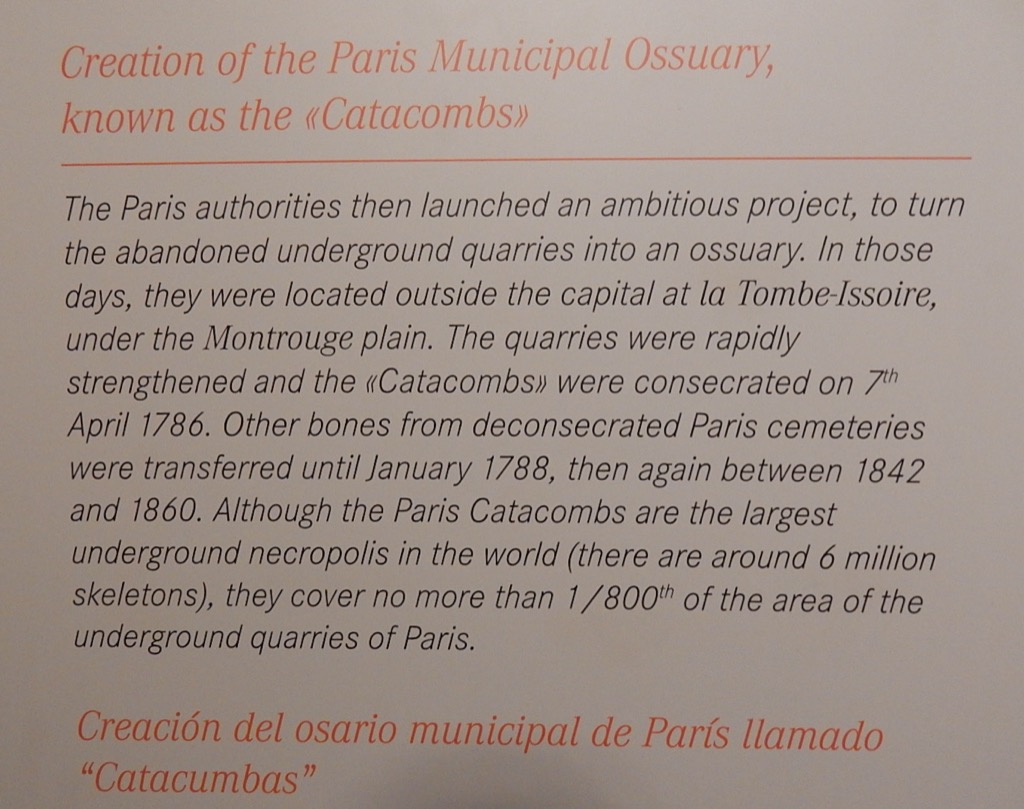 Creation of the Paris Municipal Ossuary,
known as the «Catacombs»
The Paris authorities then launched an ambitious project, to turn
the abandoned underground quarries into an ossuary. In those
days, they were located outside the capital at la Tombe-Issoire,
under the Montrouge plain. The quarries were rapidly
strengthened and the «Catacombs» were consecrated on 7th
April 1786. Other bones from deconsecrated Paris cemeteries
were transferred until January 1788, then again between 1842
and 1860. Although the Paris Catacombs are the largest
underground necropolis in the world (there are around 6 million
skeletons), they cover no more than 1/800th of the area of the
underground quarries of Paris.
Creación del osario municipal de París llamado
“Catacumbas”